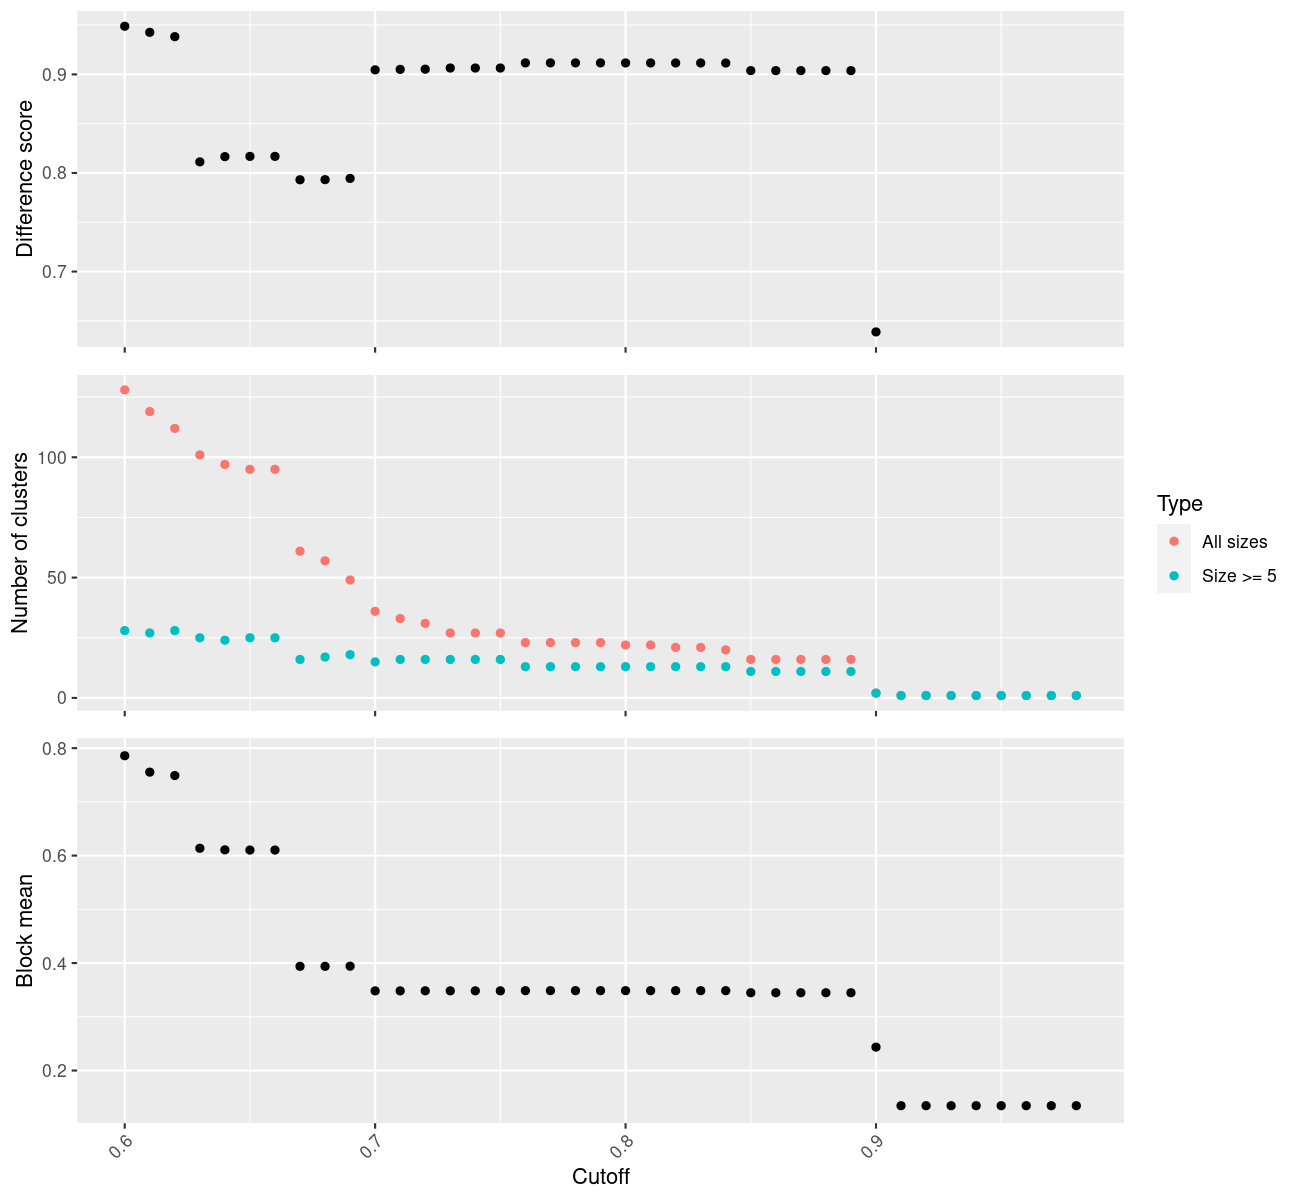 Difference score
0.9
0.8
0.7
Number of clusters
100
50
0
Type
All sizes
Size >= 5
Block mean
0.8
0.6
0.4
0.2
0.6
0.7
0.8
0.9
Cutoff